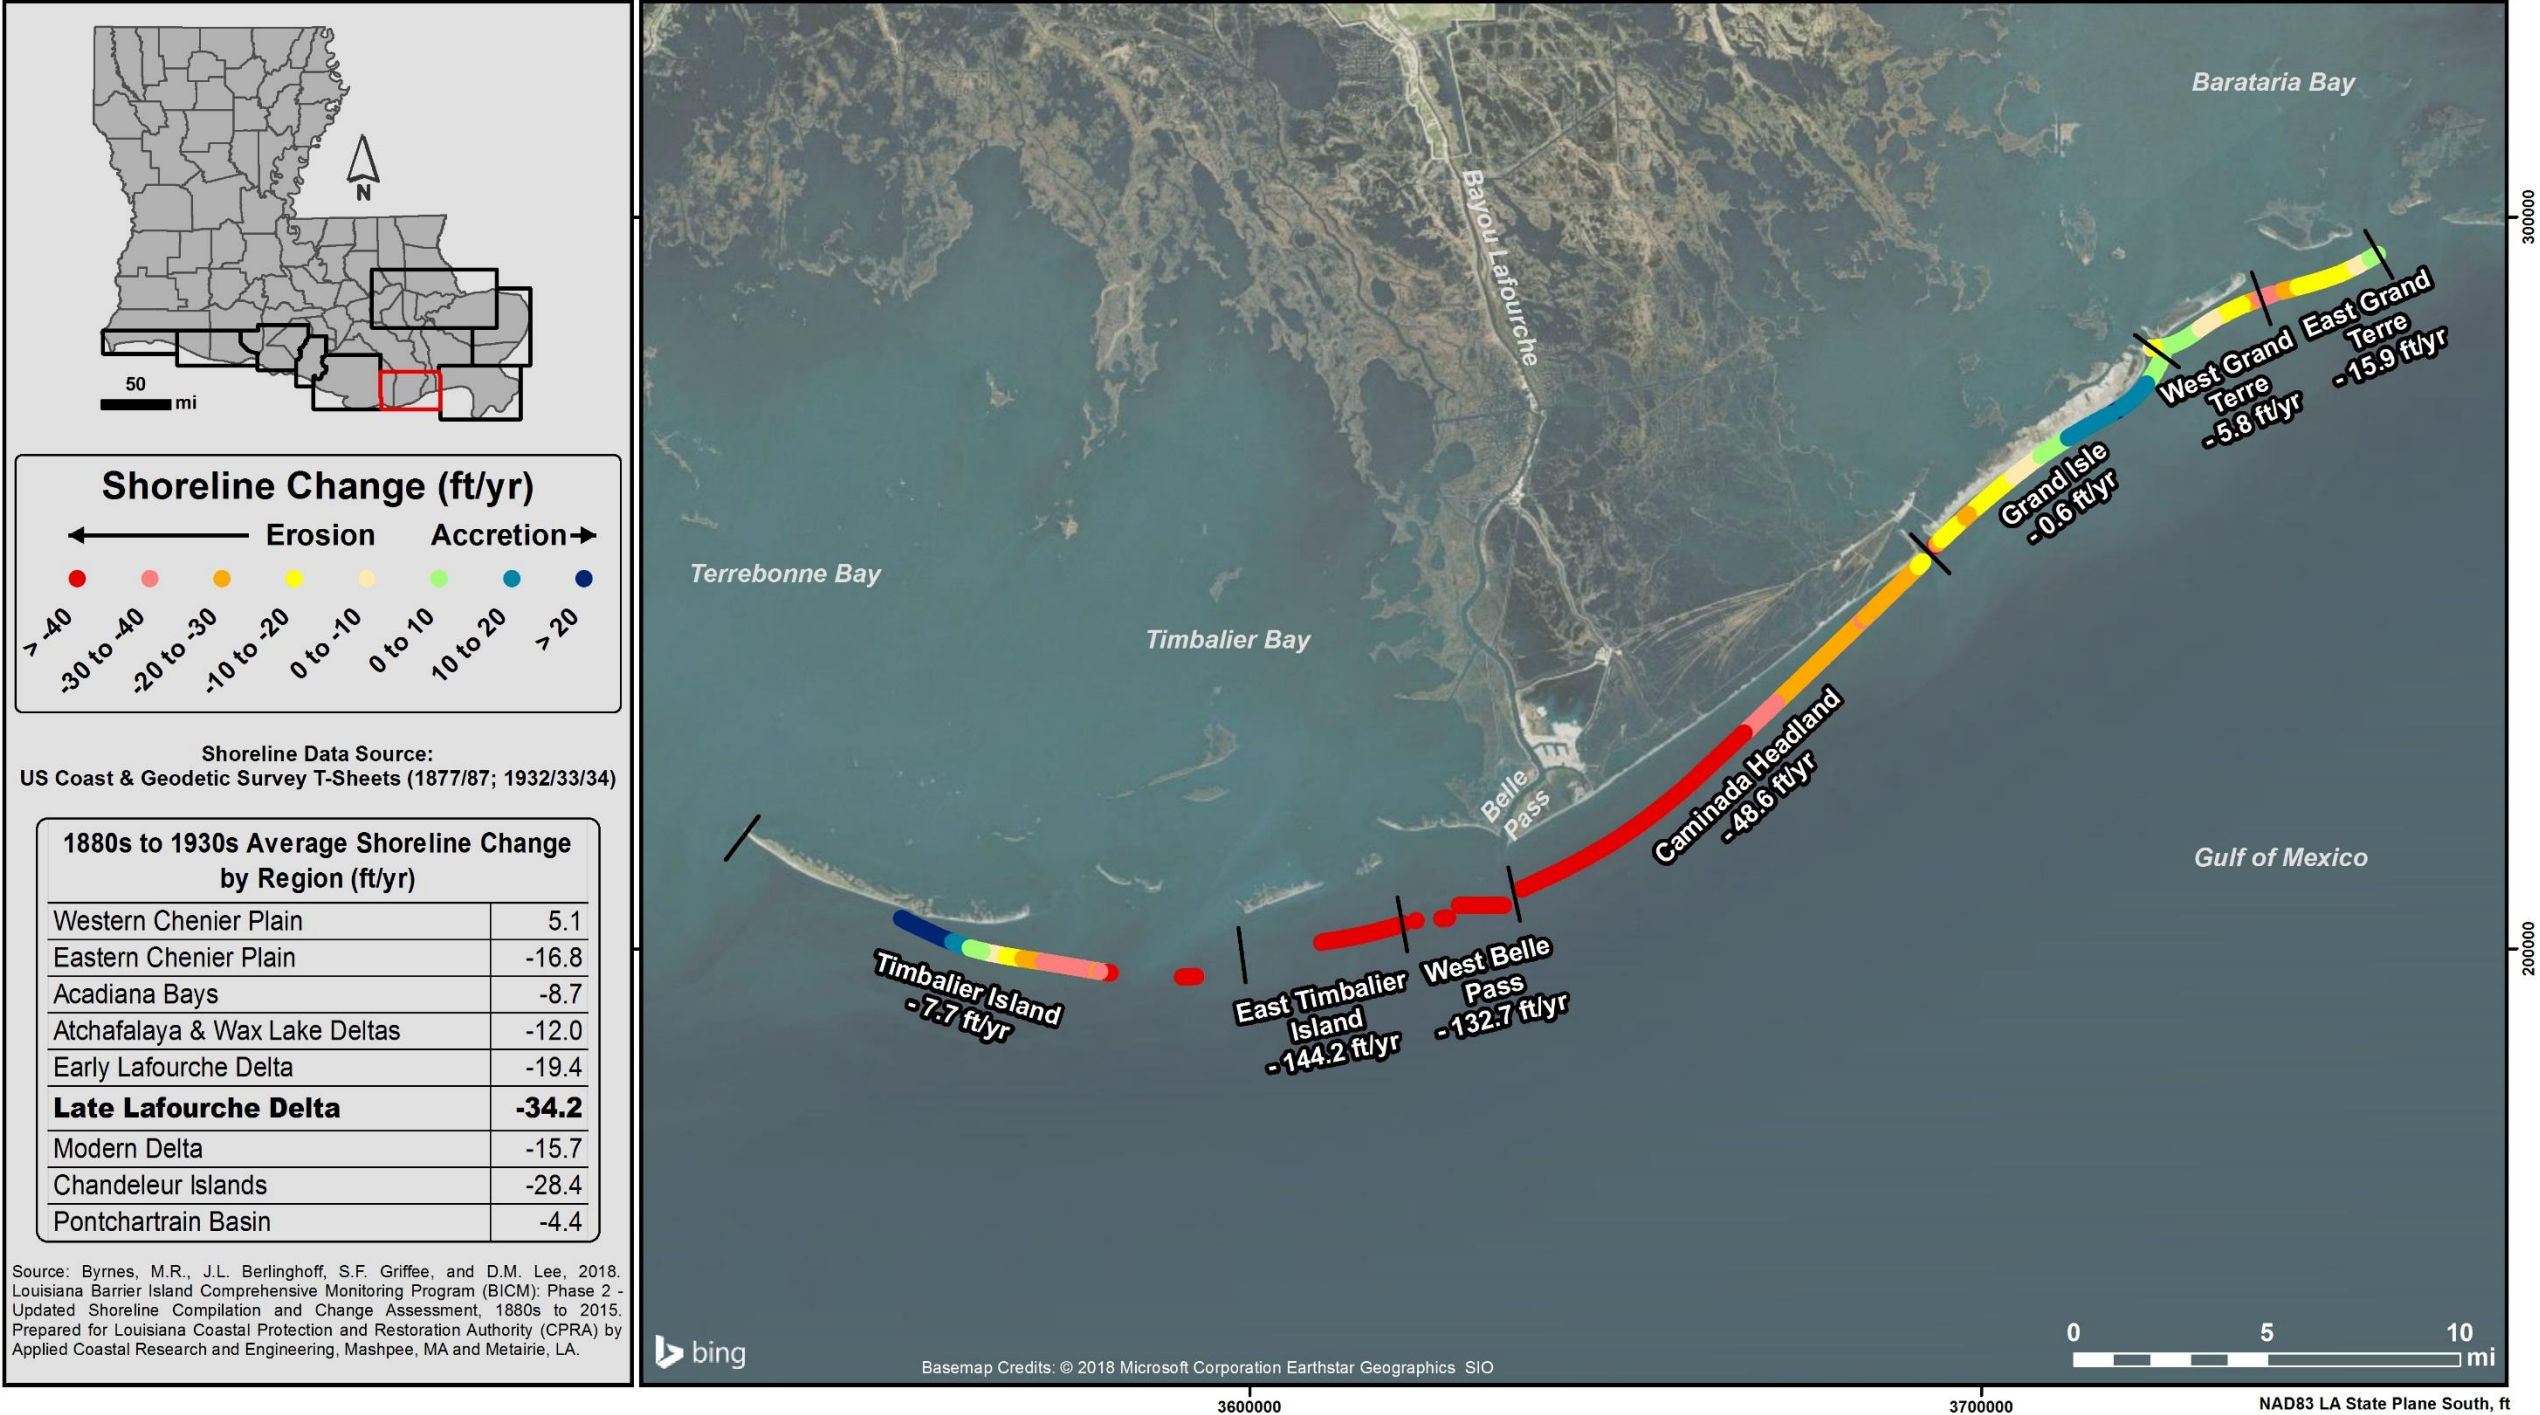 N
50
mi
Shoreline Change (ft/yr)
Erosion Accretion
> -40
-30 to -40
-20 to -30
-10 to -20
0 to -10
0 to 10
10 to 20
> 20
Shoreline Data Source:
US Coast & Geodetic Survey T-Sheets (1877/87; 1932/33/34)
1880s to 1930s Average Shoreline Change
by Region (ft/yr)
Western Chenier Plain 5.1
Eastern Chenier Plain -16.8
Acadiana Bays -8.7
Atchafalaya & Wax Lake Deltas -12.0
Early Lafourche Delta -19.4
Late Lafourche Delta -34.2
Modern Delta -15.7
Chandeleur Islands -28.4
Pontchartrain Basin -4.4
Source: Byrnes, M.R., J.L. Berlinghoff, S.F. Griffee, and D.M. Lee, 2018.
Louisiana Barrier Island Comprehensive Monitoring Program (BICM): Phase 2 -
Updated Shoreline Compilation and Change Assessment, 1880s to 2015.
Prepared for Louisiana Coastal Protection and Restoration Authority (CPRA) by
Applied Coastal Research and Engineering, Mashpee, MA and Metairie, LA.
Barataria Bay
Bayou Lafourche
300000
East Grand
Terre
- 15.9 ft/yr
West Grand
Terre
- 5.8 ft/yr
Grand Isle
- 0.6 ft/yr
Terrebonne Bay
Timbalier Bay
Caminada Headland
- 48.6 ft/yr
Belle
Pass
Gulf of Mexico
200000
Timbalier Island
- 7.7 ft/yr
East Timbalier
Island
- 144.2 ft/yr
West Belle
Pass
- 132.7 ft/yr
0 5 10
mi
bing
Basemap Credits: © 2018 Microsoft Corporation Earthstar Geographics SIO
3600000
3700000
NAD83 LA State Plane South, ft